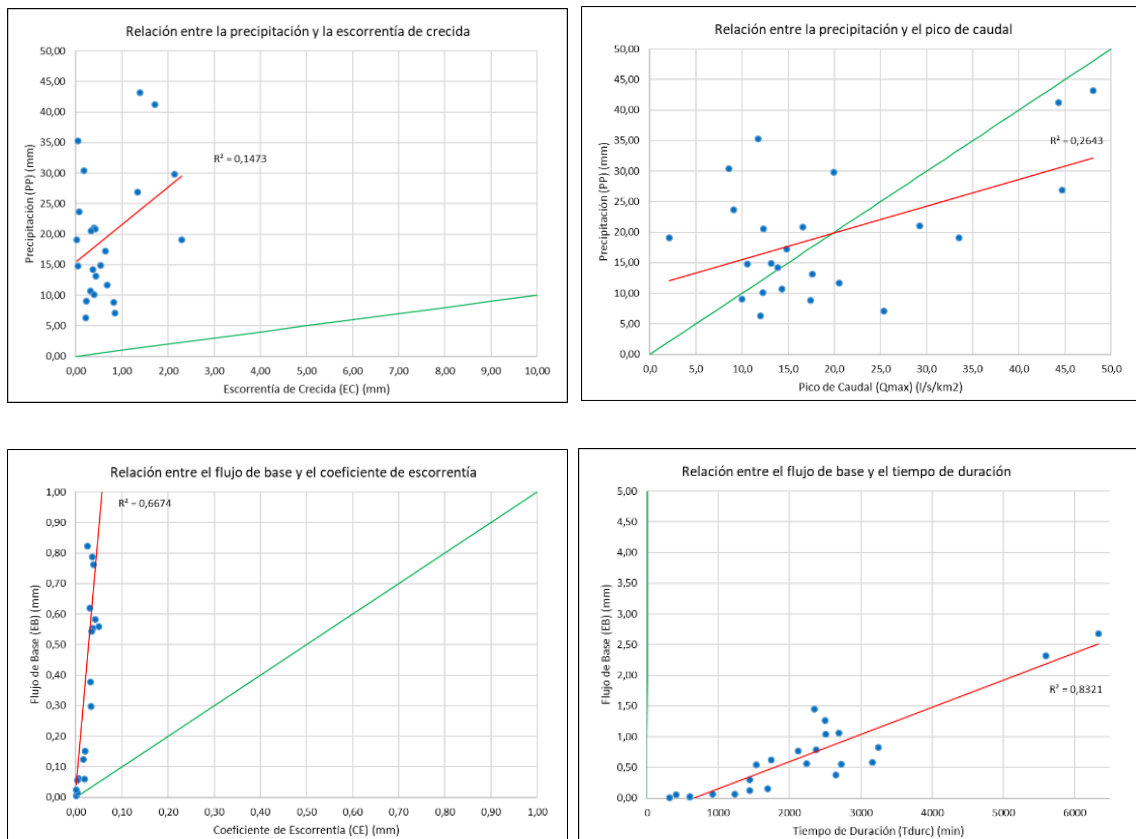 Relación entre la precipitación y la escorrentía de crecida
50,00
45,00
40,00
35,00
30,00
25,00
20,00
15,00
10,00
5,00
0,00
Precipitación (PP) (mm)
R² = 0,1473
0,00 1,00 2,00 3,00 4,00 5,00 6,00 7,00 8,00 9,00 10,00
Escorrentía de Crecida (EC) (mm)
Relación entre la precipitación y el pico de caudal
50,00
45,00
40,00
35,00
30,00
25,00
20,00
15,00
10,00
5,00
0,00
Precipitación (PP) (mm)
R² = 0,2643
0,0 5,0 10,0 15,0 20,0 25,0 30,0 35,0 40,0 45,0 50,0
Pico de Caudal (Qmax) (l/s/km2)
Relación entre el flujo de base y el coeficiente de escorrentía
1,00
0,90
0,80
0,70
0,60
0,50
0,40
0,30
0,20
0,10
0,00
Flujo de Base (EB) (mm)
R² = 0,6674
0,00 0,10 0,20 0,30 0,40 0,50 0,60 0,70 0,80 0,90 1,00
Coeficiente de Escorrentía (CE) (mm)
Relación entre el flujo de base y el tiempo de duración
5,00
4,50
4,00
3,50
3,00
2,50
2,00
1,50
1,00
0,50
0,00
Flujo de Base (EB) (mm)
R² = 0,8321
0 1000 2000 3000 4000 5000 6000
Tiempo de Duración (Tdurc) (min)